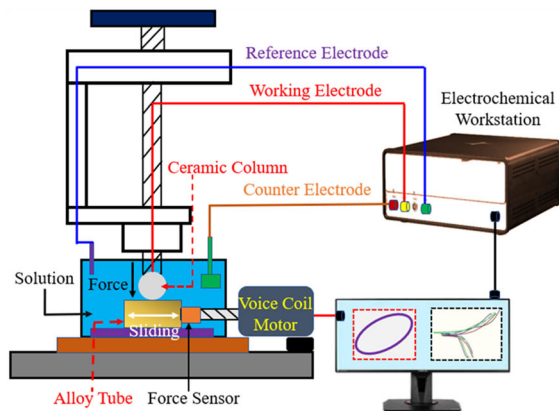 Reference Electrode
Working Electrode
Electrochemical
Workstation
Ceramic Column
Counter Electrode
Solution
Force
Voice Coil
Motor
Sliding
Alloy Tube
Force Sensor